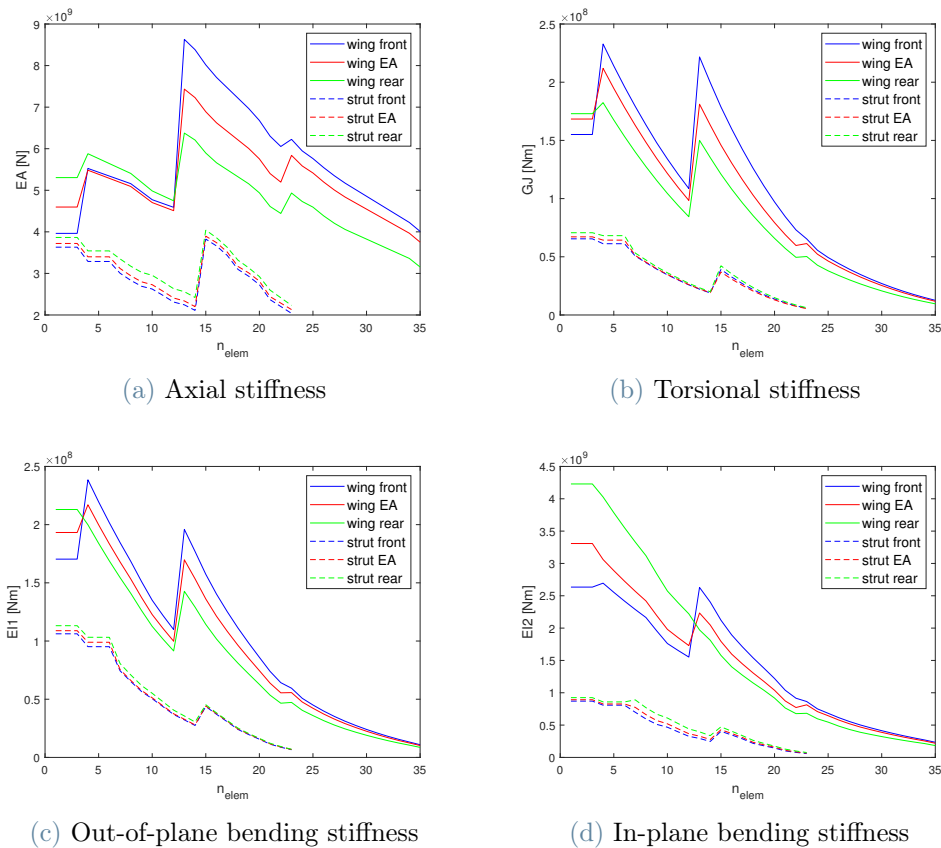 ×10⁹
9
8
7
6
5
4
3
2
EA [N]
0 5 10 15 20 25 30 35
n_elem
wing front
wing EA
wing rear
strut front
strut EA
strut rear
(a) Axial stiffness
×10⁸
2.5
2
1.5
1
0.5
0
GJ [Nm]
0 5 10 15 20 25 30 35
n_elem
wing front
wing EA
wing rear
strut front
strut EA
strut rear
(b) Torsional stiffness
×10⁸
2.5
2
1.5
1
0.5
0
EI1 [Nm]
0 5 10 15 20 25 30 35
n_elem
wing front
wing EA
wing rear
strut front
strut EA
strut rear
(c) Out-of-plane bending stiffness
×10⁹
4.5
4
3.5
3
2.5
2
1.5
1
0.5
0
EI2 [Nm]
0 5 10 15 20 25 30 35
n_elem
wing front
wing EA
wing rear
strut front
strut EA
strut rear
(d) In-plane bending stiffness